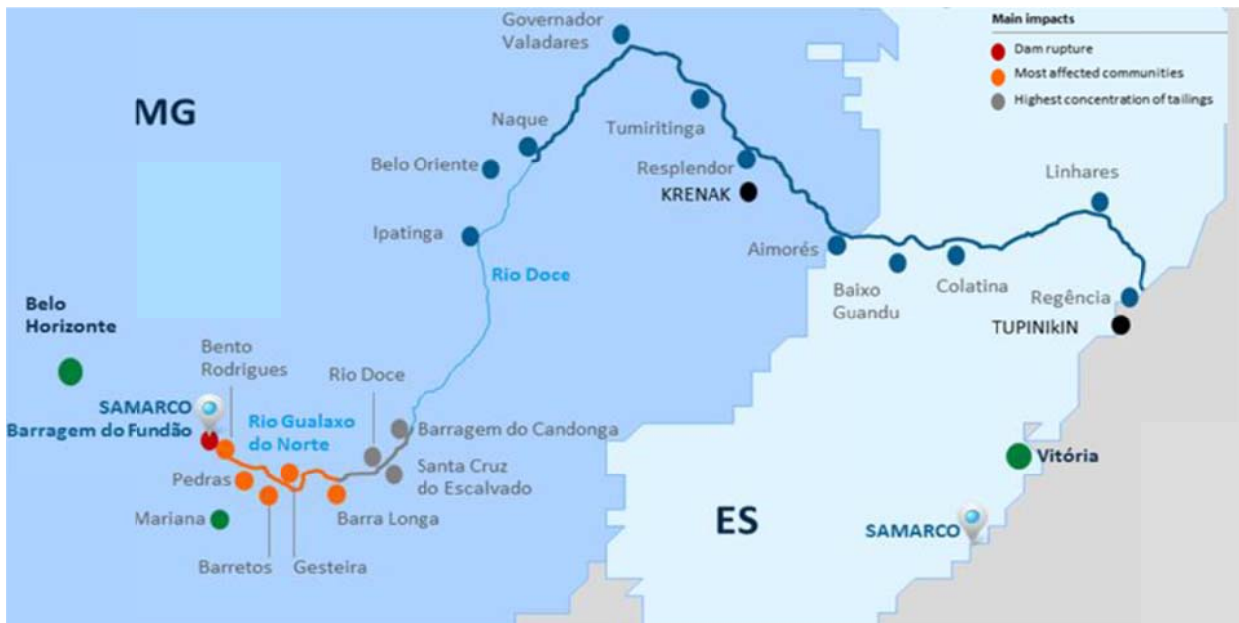 Main impacts
Dam rupture
Most affected communities
Highest concentration of tailings
Governador
Valadares
MG
Naque
Tumiritinga
Belo Oriente
Resplendor
KRENAK
Linhares
Ipatinga
Aimorés
Rio Doce
Baixo
Guandu
Colatina
Regência
TUPINIkIN
Belo
Horizonte
Bento
Rodrigues
Rio Doce
SAMARCO
Barragem do Fundão
Rio Gualaxo
do Norte
Barragem do Candonga
Pedras
Santa Cruz
do Escalvado
Vitória
Mariana
Barra Longa
ES
SAMARCO
Barretos
Gesteira